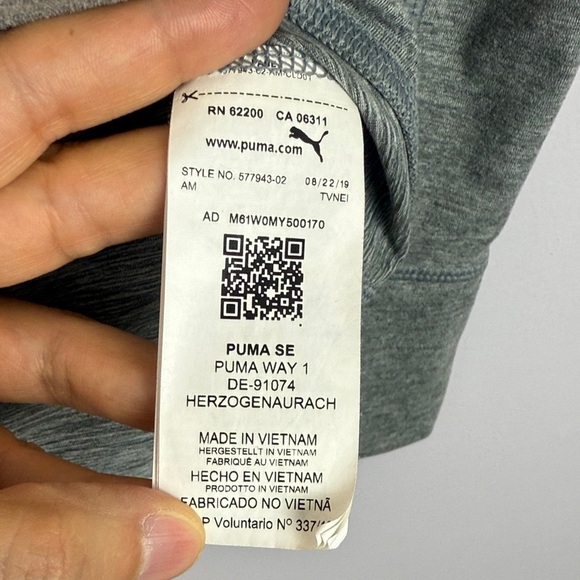 RN 62200 CA 06311
www.puma.com
STYLE NO. 577943-02 08/22/19
AM TVNEI
AD M61W0MY500170
PUMA SE
PUMA WAY 1
DE-91074
HERZOGENAURACH
MADE IN VIETNAM
HERGESTELLT IN VIETNAM
FABRIQUÉ AU VIETNAM
HECHO EN VIETNAM
PRODOTTO IN VIETNAM
FABRICADO NO VIETNÃ
P Voluntario Nº 337/